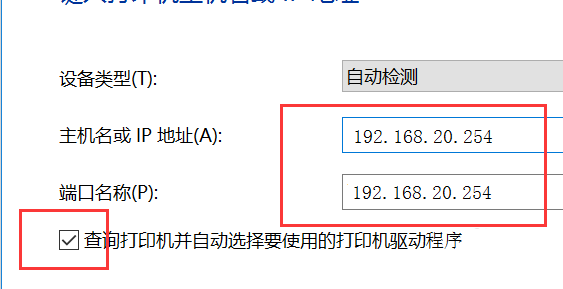 设备类型(T):
自动检测
主机名或 IP 地址(A):
192.168.20.254
端口名称(P):
192.168.20.254
查询打印机并自动选择要使用的打印机驱动程序